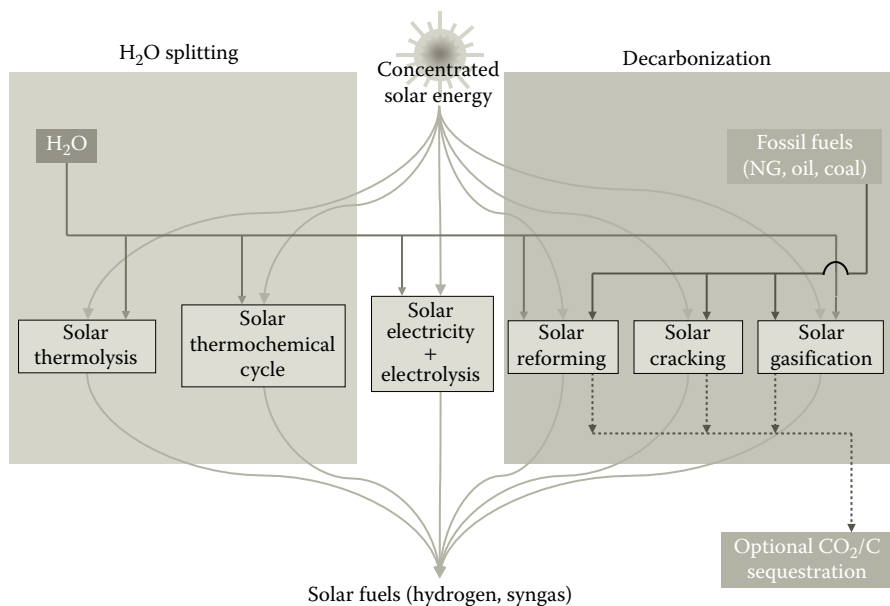 H₂O splitting
Concentrated
solar energy
Decarbonization
H₂O
Fossil fuels
(NG, oil, coal)
Solar
thermolysis
Solar
thermochemical
cycle
Solar
electricity
+
electrolysis
Solar
reforming
Solar
cracking
Solar
gasification
Optional CO₂/C
sequestration
Solar fuels (hydrogen, syngas)